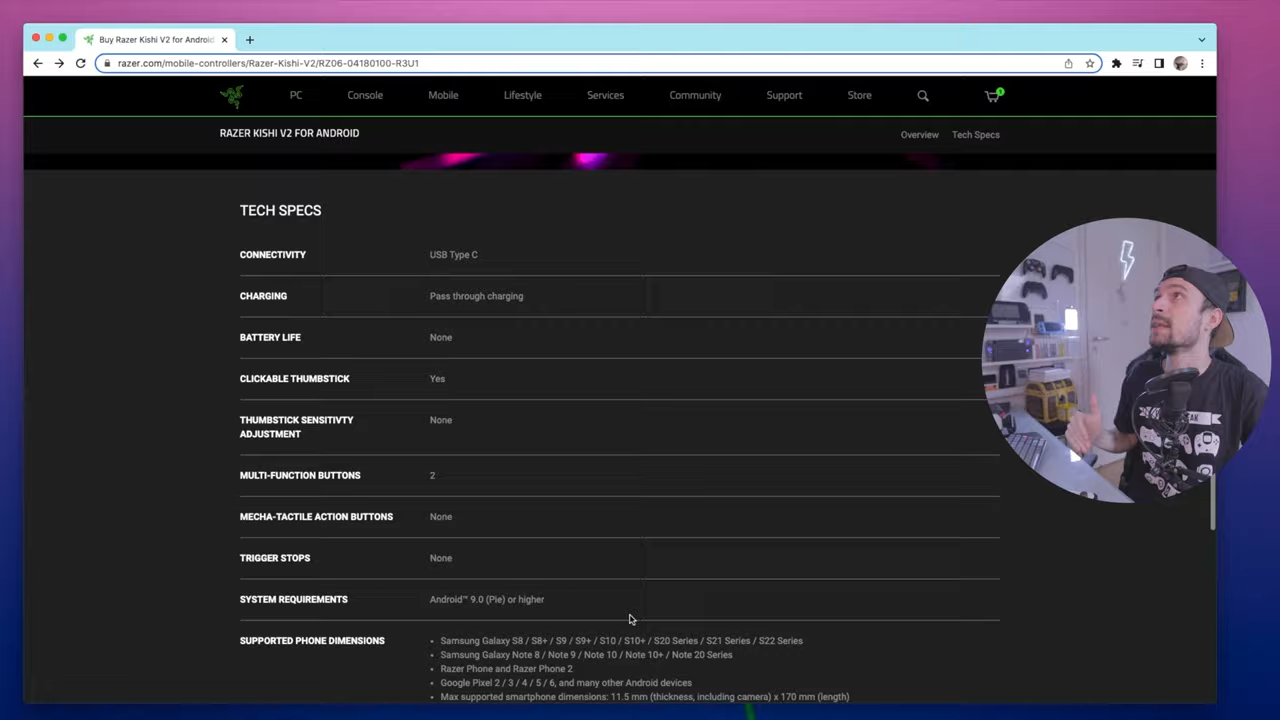 Buy Razer Kishi V2 for Android
razer.com/mobile-controllers/Razer-Kishi-V2/RZ06-04180100-R3U1
PC Console Mobile Lifestyle Services Community Support Store 1
RAZER KISHI V2 FOR ANDROID
Overview Tech Specs
TECH SPECS
CONNECTIVITY USB Type C
CHARGING Pass through charging
BATTERY LIFE None
CLICKABLE THUMBSTICK Yes
THUMBSTICK SENSITIVTY None
ADJUSTMENT
MULTI-FUNCTION BUTTONS 2
MECHA-TACTILE ACTION BUTTONS None
TRIGGER STOPS None
SYSTEM REQUIREMENTS Android™ 9.0 (Pie) or higher
SUPPORTED PHONE DIMENSIONS • Samsung Galaxy S8 / S8+ / S9 / S9+ / S10 / S10+ / S20 Series / S21 Series / S22 Series
• Samsung Galaxy Note 8 / Note 9 / Note 10 / Note 10+ / Note 20 Series
• Razer Phone and Razer Phone 2
• Google Pixel 2 / 3 / 4 / 5 / 6, and many other Android devices
• Max supported smartphone dimensions: 11.5 mm (thickness, including camera) x 170 mm (length)